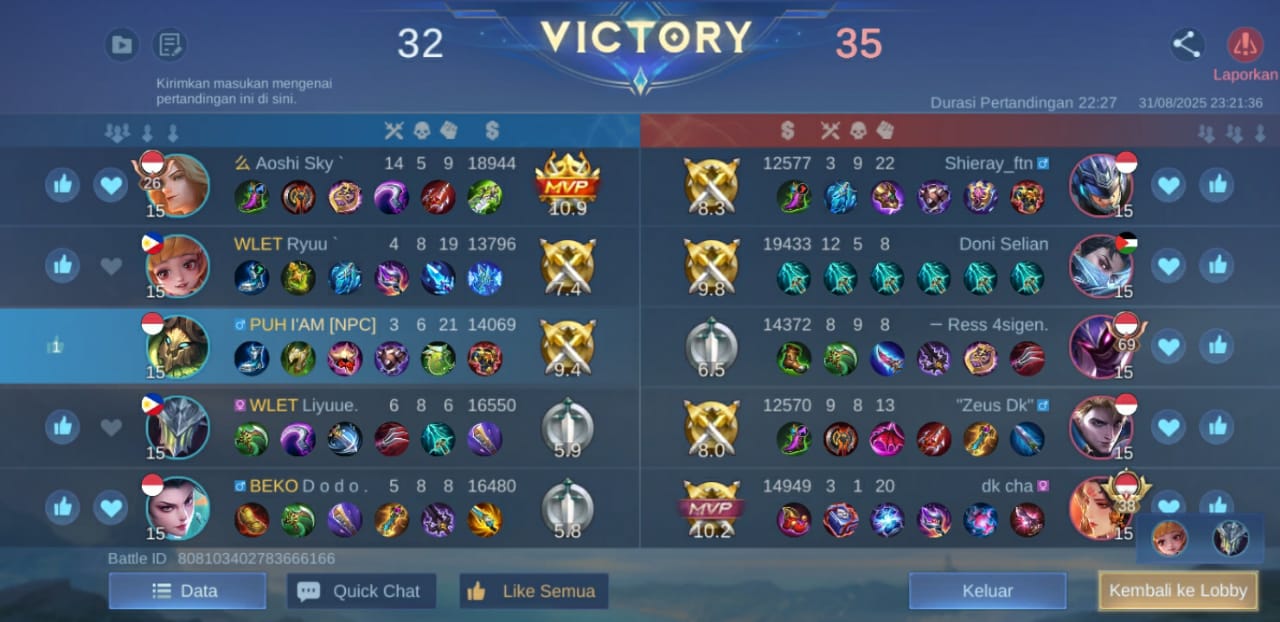 32 VICTORY 35
Laporkan
Kirimkan masukan mengenai
pertandingan ini di sini.
Durasi Pertandingan 22:27 31/08/2025 23:21:36
26 15 Aoshi Sky ` 14 5 9 18944 MVP 10.9
8.3 12577 3 9 22 Shieray_ftn 15
15 WLET Ryuu ` 4 8 19 13796 7.4
9.8 19433 12 5 8 Doni Selian 15
1 15 PUH I'AM [NPC] 3 6 21 14069 9.4
6.5 14372 8 9 8 – Ress 4sigen. 69 15
15 WLET Liyuue. 6 8 6 16550 5.9
8.0 12570 9 8 13 "Zeus Dk" 15
15 BEKO D o d o . 5 8 8 16480 5.8
MVP 10.2 14949 3 1 20 dk cha 38 15
Battle ID 808103402783666166
Data Quick Chat Like Semua Keluar Kembali ke Lobby